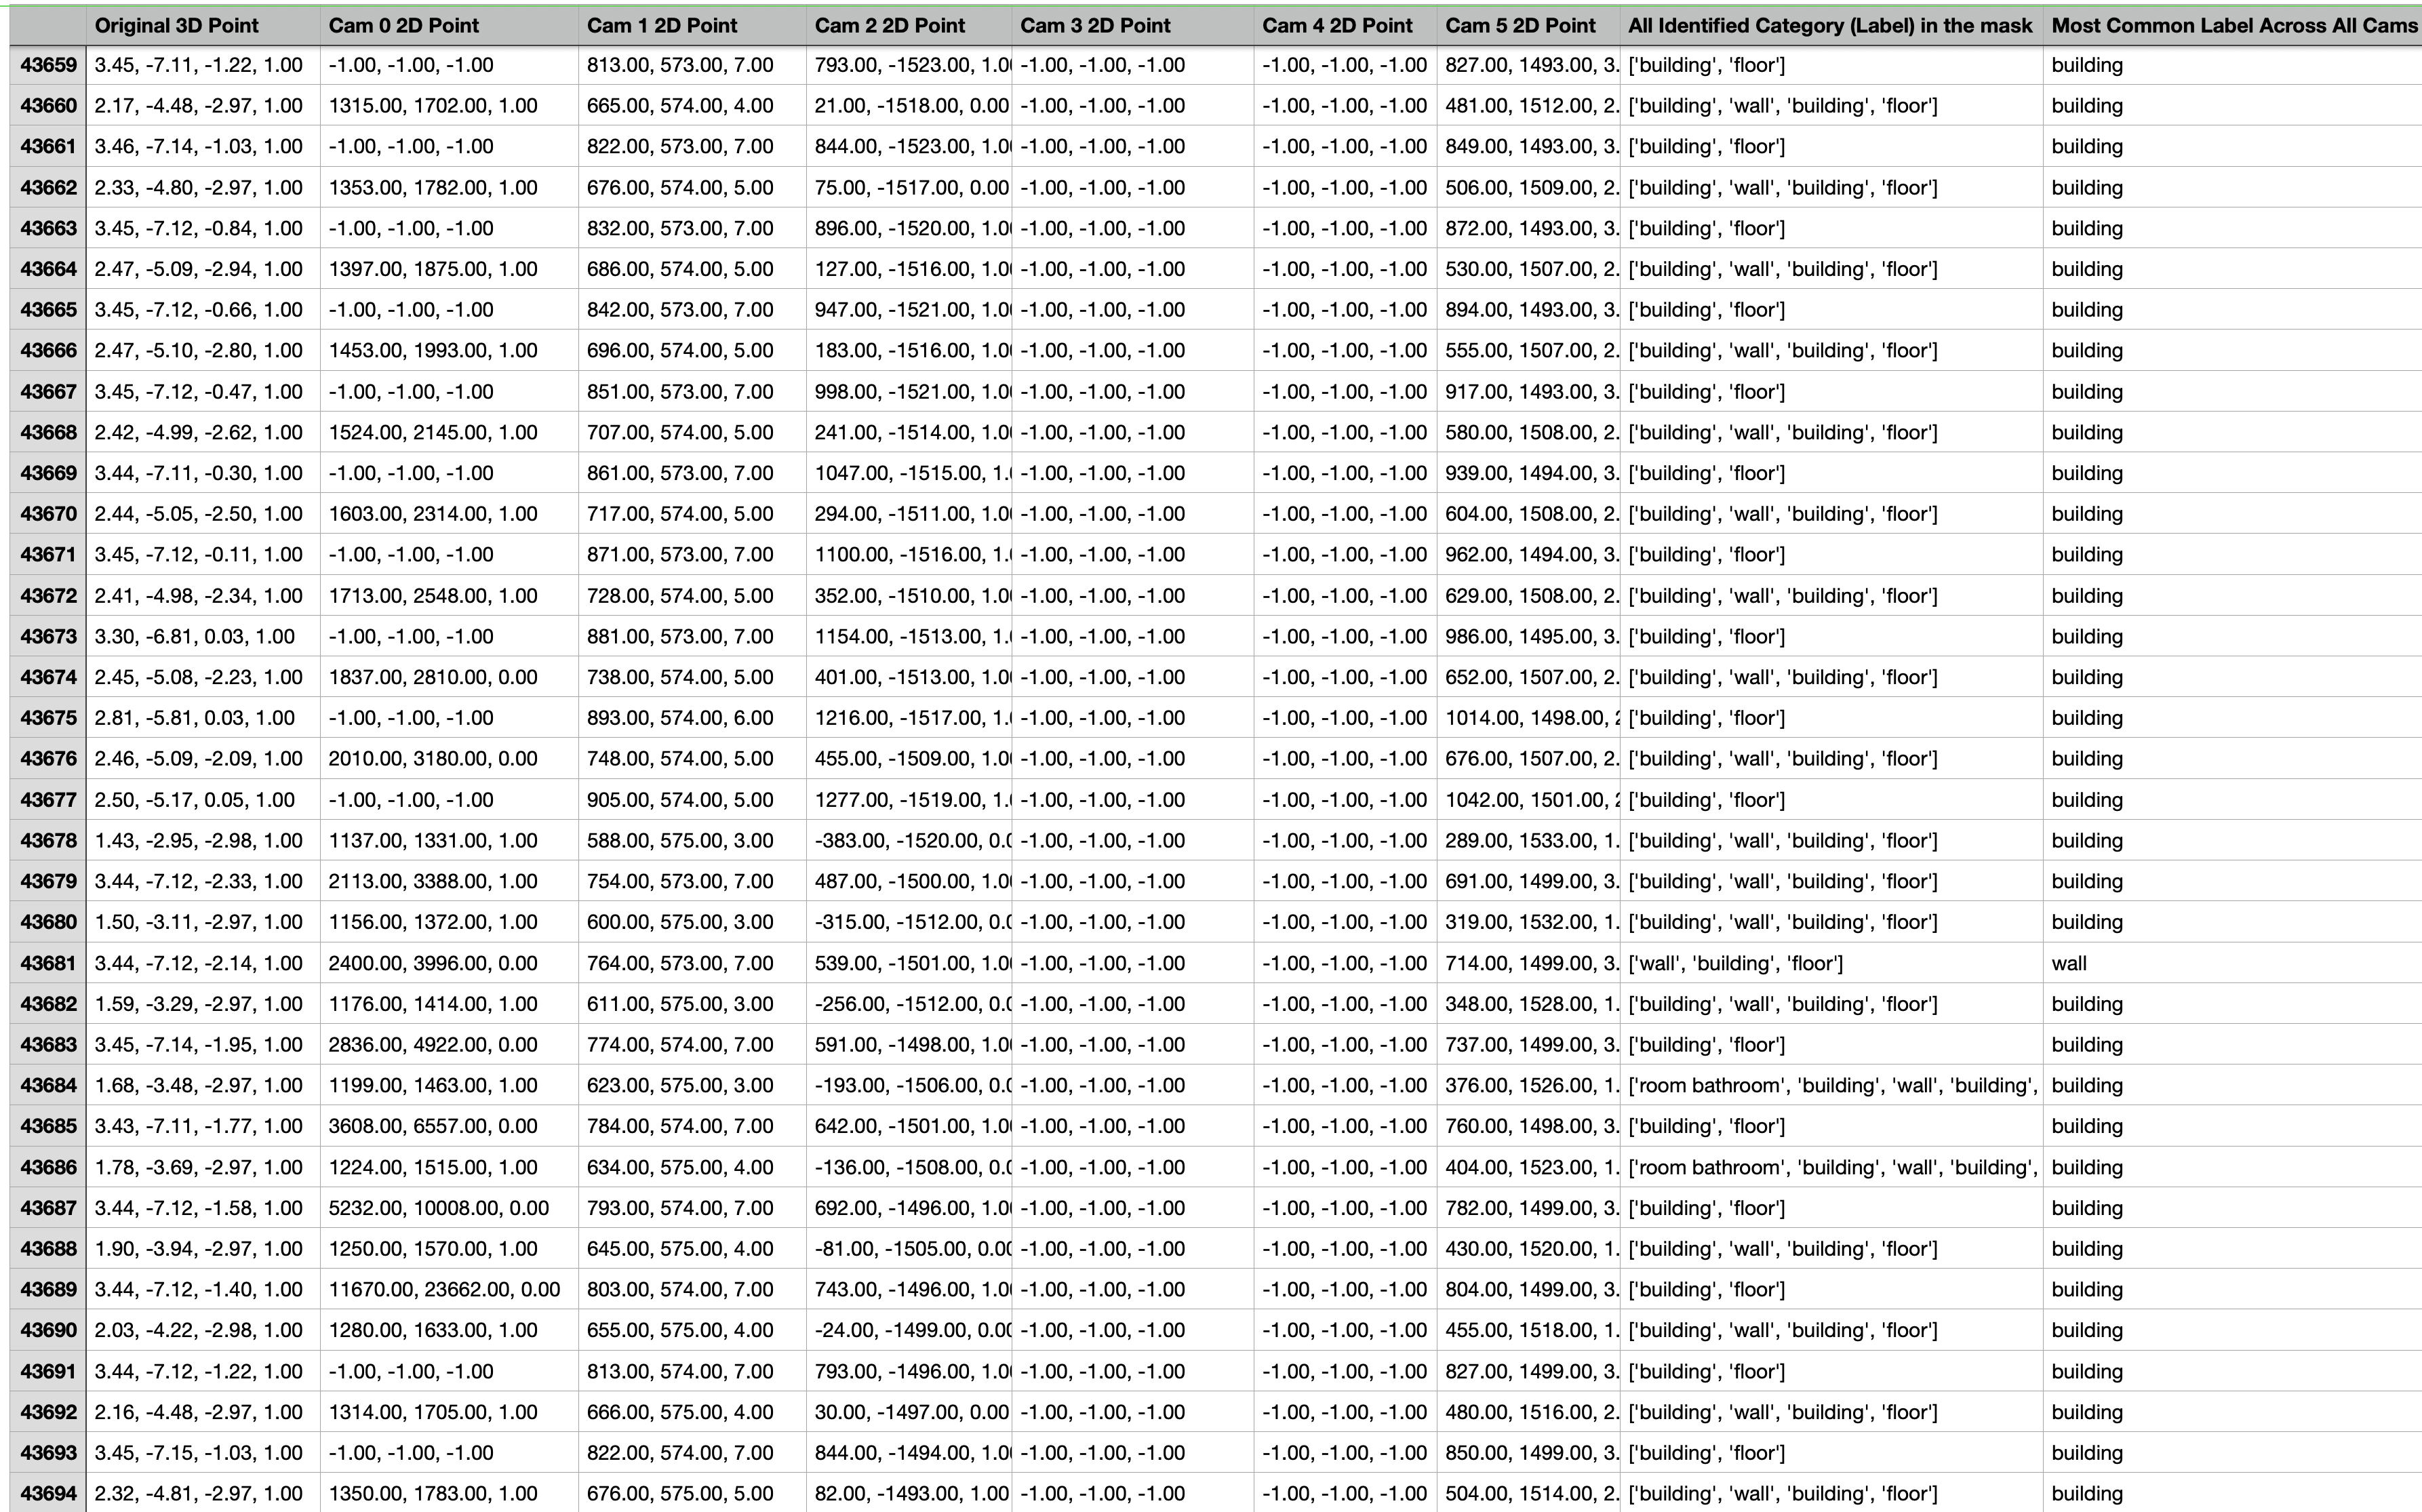 Original 3D Point Cam 0 2D Point Cam 1 2D Point Cam 2 2D Point Cam 3 2D Point Cam 4 2D Point Cam 5 2D Point All Identified Category (Label) in the mask Most Common Label Across All Cams
43659 3.45, -7.11, -1.22, 1.00 -1.00, -1.00, -1.00 813.00, 573.00, 7.00 793.00, -1523.00, 1.0 -1.00, -1.00, -1.00 -1.00, -1.00, -1.00 827.00, 1493.00, 3. ['building', 'floor'] building
43660 2.17, -4.48, -2.97, 1.00 1315.00, 1702.00, 1.00 665.00, 574.00, 4.00 21.00, -1518.00, 0.00 -1.00, -1.00, -1.00 -1.00, -1.00, -1.00 481.00, 1512.00, 2. ['building', 'wall', 'building', 'floor'] building
43661 3.46, -7.14, -1.03, 1.00 -1.00, -1.00, -1.00 822.00, 573.00, 7.00 844.00, -1523.00, 1.0 -1.00, -1.00, -1.00 -1.00, -1.00, -1.00 849.00, 1493.00, 3. ['building', 'floor'] building
43662 2.33, -4.80, -2.97, 1.00 1353.00, 1782.00, 1.00 676.00, 574.00, 5.00 75.00, -1517.00, 0.00 -1.00, -1.00, -1.00 -1.00, -1.00, -1.00 506.00, 1509.00, 2. ['building', 'wall', 'building', 'floor'] building
43663 3.45, -7.12, -0.84, 1.00 -1.00, -1.00, -1.00 832.00, 573.00, 7.00 896.00, -1520.00, 1.0 -1.00, -1.00, -1.00 -1.00, -1.00, -1.00 872.00, 1493.00, 3. ['building', 'floor'] building
43664 2.47, -5.09, -2.94, 1.00 1397.00, 1875.00, 1.00 686.00, 574.00, 5.00 127.00, -1516.00, 1.0 -1.00, -1.00, -1.00 -1.00, -1.00, -1.00 530.00, 1507.00, 2. ['building', 'wall', 'building', 'floor'] building
43665 3.45, -7.12, -0.66, 1.00 -1.00, -1.00, -1.00 842.00, 573.00, 7.00 947.00, -1521.00, 1.0 -1.00, -1.00, -1.00 -1.00, -1.00, -1.00 894.00, 1493.00, 3. ['building', 'floor'] building
43666 2.47, -5.10, -2.80, 1.00 1453.00, 1993.00, 1.00 696.00, 574.00, 5.00 183.00, -1516.00, 1.0 -1.00, -1.00, -1.00 -1.00, -1.00, -1.00 555.00, 1507.00, 2. ['building', 'wall', 'building', 'floor'] building
43667 3.45, -7.12, -0.47, 1.00 -1.00, -1.00, -1.00 851.00, 573.00, 7.00 998.00, -1521.00, 1.0 -1.00, -1.00, -1.00 -1.00, -1.00, -1.00 917.00, 1493.00, 3. ['building', 'floor'] building
43668 2.42, -4.99, -2.62, 1.00 1524.00, 2145.00, 1.00 707.00, 574.00, 5.00 241.00, -1514.00, 1.0 -1.00, -1.00, -1.00 -1.00, -1.00, -1.00 580.00, 1508.00, 2. ['building', 'wall', 'building', 'floor'] building
43669 3.44, -7.11, -0.30, 1.00 -1.00, -1.00, -1.00 861.00, 573.00, 7.00 1047.00, -1515.00, 1. -1.00, -1.00, -1.00 -1.00, -1.00, -1.00 939.00, 1494.00, 3. ['building', 'floor'] building
43670 2.44, -5.05, -2.50, 1.00 1603.00, 2314.00, 1.00 717.00, 574.00, 5.00 294.00, -1511.00, 1.0 -1.00, -1.00, -1.00 -1.00, -1.00, -1.00 604.00, 1508.00, 2. ['building', 'wall', 'building', 'floor'] building
43671 3.45, -7.12, -0.11, 1.00 -1.00, -1.00, -1.00 871.00, 573.00, 7.00 1100.00, -1516.00, 1. -1.00, -1.00, -1.00 -1.00, -1.00, -1.00 962.00, 1494.00, 3. ['building', 'floor'] building
43672 2.41, -4.98, -2.34, 1.00 1713.00, 2548.00, 1.00 728.00, 574.00, 5.00 352.00, -1510.00, 1.0 -1.00, -1.00, -1.00 -1.00, -1.00, -1.00 629.00, 1508.00, 2. ['building', 'wall', 'building', 'floor'] building
43673 3.30, -6.81, 0.03, 1.00 -1.00, -1.00, -1.00 881.00, 573.00, 7.00 1154.00, -1513.00, 1. -1.00, -1.00, -1.00 -1.00, -1.00, -1.00 986.00, 1495.00, 3. ['building', 'floor'] building
43674 2.45, -5.08, -2.23, 1.00 1837.00, 2810.00, 0.00 738.00, 574.00, 5.00 401.00, -1513.00, 1.0 -1.00, -1.00, -1.00 -1.00, -1.00, -1.00 652.00, 1507.00, 2. ['building', 'wall', 'building', 'floor'] building
43675 2.81, -5.81, 0.03, 1.00 -1.00, -1.00, -1.00 893.00, 574.00, 6.00 1216.00, -1517.00, 1. -1.00, -1.00, -1.00 -1.00, -1.00, -1.00 1014.00, 1498.00, ['building', 'floor'] building
43676 2.46, -5.09, -2.09, 1.00 2010.00, 3180.00, 0.00 748.00, 574.00, 5.00 455.00, -1509.00, 1.0 -1.00, -1.00, -1.00 -1.00, -1.00, -1.00 676.00, 1507.00, 2. ['building', 'wall', 'building', 'floor'] building
43677 2.50, -5.17, 0.05, 1.00 -1.00, -1.00, -1.00 905.00, 574.00, 5.00 1277.00, -1519.00, 1. -1.00, -1.00, -1.00 -1.00, -1.00, -1.00 1042.00, 1501.00, ['building', 'floor'] building
43678 1.43, -2.95, -2.98, 1.00 1137.00, 1331.00, 1.00 588.00, 575.00, 3.00 -383.00, -1520.00, 0.0 -1.00, -1.00, -1.00 -1.00, -1.00, -1.00 289.00, 1533.00, 1. ['building', 'wall', 'building', 'floor'] building
43679 3.44, -7.12, -2.33, 1.00 2113.00, 3388.00, 1.00 754.00, 573.00, 7.00 487.00, -1500.00, 1.0 -1.00, -1.00, -1.00 -1.00, -1.00, -1.00 691.00, 1499.00, 3. ['building', 'wall', 'building', 'floor'] building
43680 1.50, -3.11, -2.97, 1.00 1156.00, 1372.00, 1.00 600.00, 575.00, 3.00 -315.00, -1512.00, 0.0 -1.00, -1.00, -1.00 -1.00, -1.00, -1.00 319.00, 1532.00, 1. ['building', 'wall', 'building', 'floor'] building
43681 3.44, -7.12, -2.14, 1.00 2400.00, 3996.00, 0.00 764.00, 573.00, 7.00 539.00, -1501.00, 1.0 -1.00, -1.00, -1.00 -1.00, -1.00, -1.00 714.00, 1499.00, 3. ['wall', 'building', 'floor'] wall
43682 1.59, -3.29, -2.97, 1.00 1176.00, 1414.00, 1.00 611.00, 575.00, 3.00 -256.00, -1512.00, 0.0 -1.00, -1.00, -1.00 -1.00, -1.00, -1.00 348.00, 1528.00, 1. ['building', 'wall', 'building', 'floor'] building
43683 3.45, -7.14, -1.95, 1.00 2836.00, 4922.00, 0.00 774.00, 574.00, 7.00 591.00, -1498.00, 1.0 -1.00, -1.00, -1.00 -1.00, -1.00, -1.00 737.00, 1499.00, 3. ['building', 'floor'] building
43684 1.68, -3.48, -2.97, 1.00 1199.00, 1463.00, 1.00 623.00, 575.00, 3.00 -193.00, -1506.00, 0.0 -1.00, -1.00, -1.00 -1.00, -1.00, -1.00 376.00, 1526.00, 1. ['room bathroom', 'building', 'wall', 'building', building
43685 3.43, -7.11, -1.77, 1.00 3608.00, 6557.00, 0.00 784.00, 574.00, 7.00 642.00, -1501.00, 1.0 -1.00, -1.00, -1.00 -1.00, -1.00, -1.00 760.00, 1498.00, 3. ['building', 'floor'] building
43686 1.78, -3.69, -2.97, 1.00 1224.00, 1515.00, 1.00 634.00, 575.00, 4.00 -136.00, -1508.00, 0.0 -1.00, -1.00, -1.00 -1.00, -1.00, -1.00 404.00, 1523.00, 1. ['room bathroom', 'building', 'wall', 'building', building
43687 3.44, -7.12, -1.58, 1.00 5232.00, 10008.00, 0.00 793.00, 574.00, 7.00 692.00, -1496.00, 1.0 -1.00, -1.00, -1.00 -1.00, -1.00, -1.00 782.00, 1499.00, 3. ['building', 'floor'] building
43688 1.90, -3.94, -2.97, 1.00 1250.00, 1570.00, 1.00 645.00, 575.00, 4.00 -81.00, -1505.00, 0.00 -1.00, -1.00, -1.00 -1.00, -1.00, -1.00 430.00, 1520.00, 1. ['building', 'wall', 'building', 'floor'] building
43689 3.44, -7.12, -1.40, 1.00 11670.00, 23662.00, 0.00 803.00, 574.00, 7.00 743.00, -1496.00, 1.0 -1.00, -1.00, -1.00 -1.00, -1.00, -1.00 804.00, 1499.00, 3. ['building', 'floor'] building
43690 2.03, -4.22, -2.98, 1.00 1280.00, 1633.00, 1.00 655.00, 575.00, 4.00 -24.00, -1499.00, 0.00 -1.00, -1.00, -1.00 -1.00, -1.00, -1.00 455.00, 1518.00, 1. ['building', 'wall', 'building', 'floor'] building
43691 3.44, -7.12, -1.22, 1.00 -1.00, -1.00, -1.00 813.00, 574.00, 7.00 793.00, -1496.00, 1.0 -1.00, -1.00, -1.00 -1.00, -1.00, -1.00 827.00, 1499.00, 3. ['building', 'floor'] building
43692 2.16, -4.48, -2.97, 1.00 1314.00, 1705.00, 1.00 666.00, 575.00, 4.00 30.00, -1497.00, 0.00 -1.00, -1.00, -1.00 -1.00, -1.00, -1.00 480.00, 1516.00, 2. ['building', 'wall', 'building', 'floor'] building
43693 3.45, -7.15, -1.03, 1.00 -1.00, -1.00, -1.00 822.00, 574.00, 7.00 844.00, -1494.00, 1.0 -1.00, -1.00, -1.00 -1.00, -1.00, -1.00 850.00, 1499.00, 3. ['building', 'floor'] building
43694 2.32, -4.81, -2.97, 1.00 1350.00, 1783.00, 1.00 676.00, 575.00, 5.00 82.00, -1493.00, 1.00 -1.00, -1.00, -1.00 -1.00, -1.00, -1.00 504.00, 1514.00, 2. ['building', 'wall', 'building', 'floor'] building